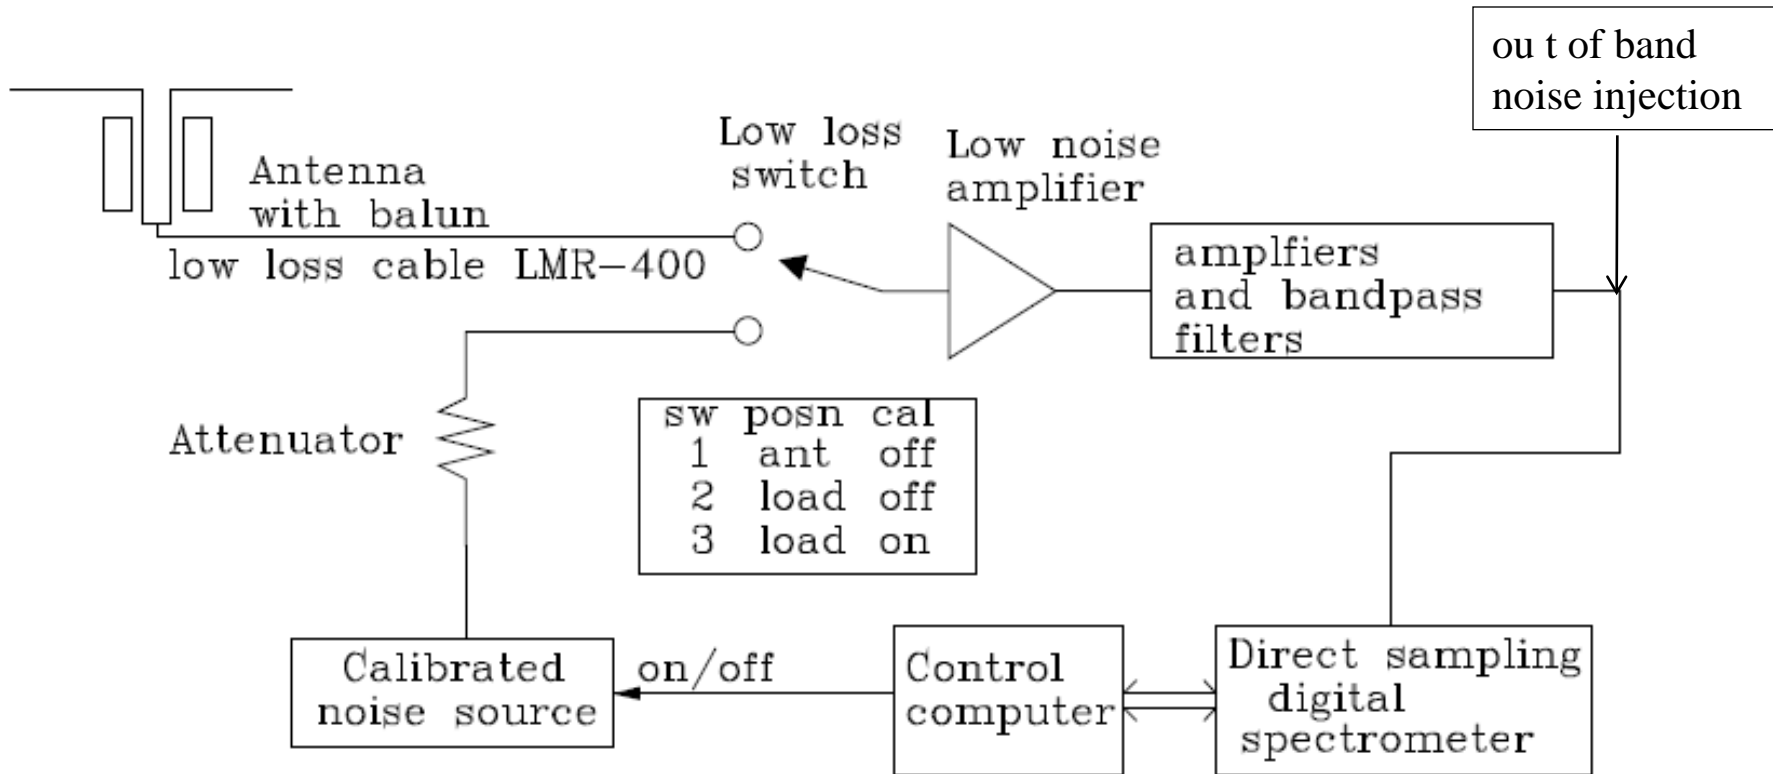 ou t of band
noise injection
Low loss
switch
Low noise
amplifier
Antenna
with balun
low loss cable LMR-400
amplfiers
and bandpass
filters
Attenuator
sw posn cal
1 ant off
2 load off
3 load on
Calibrated
noise source
on/off
Control
computer
Direct sampling
digital
spectrometer